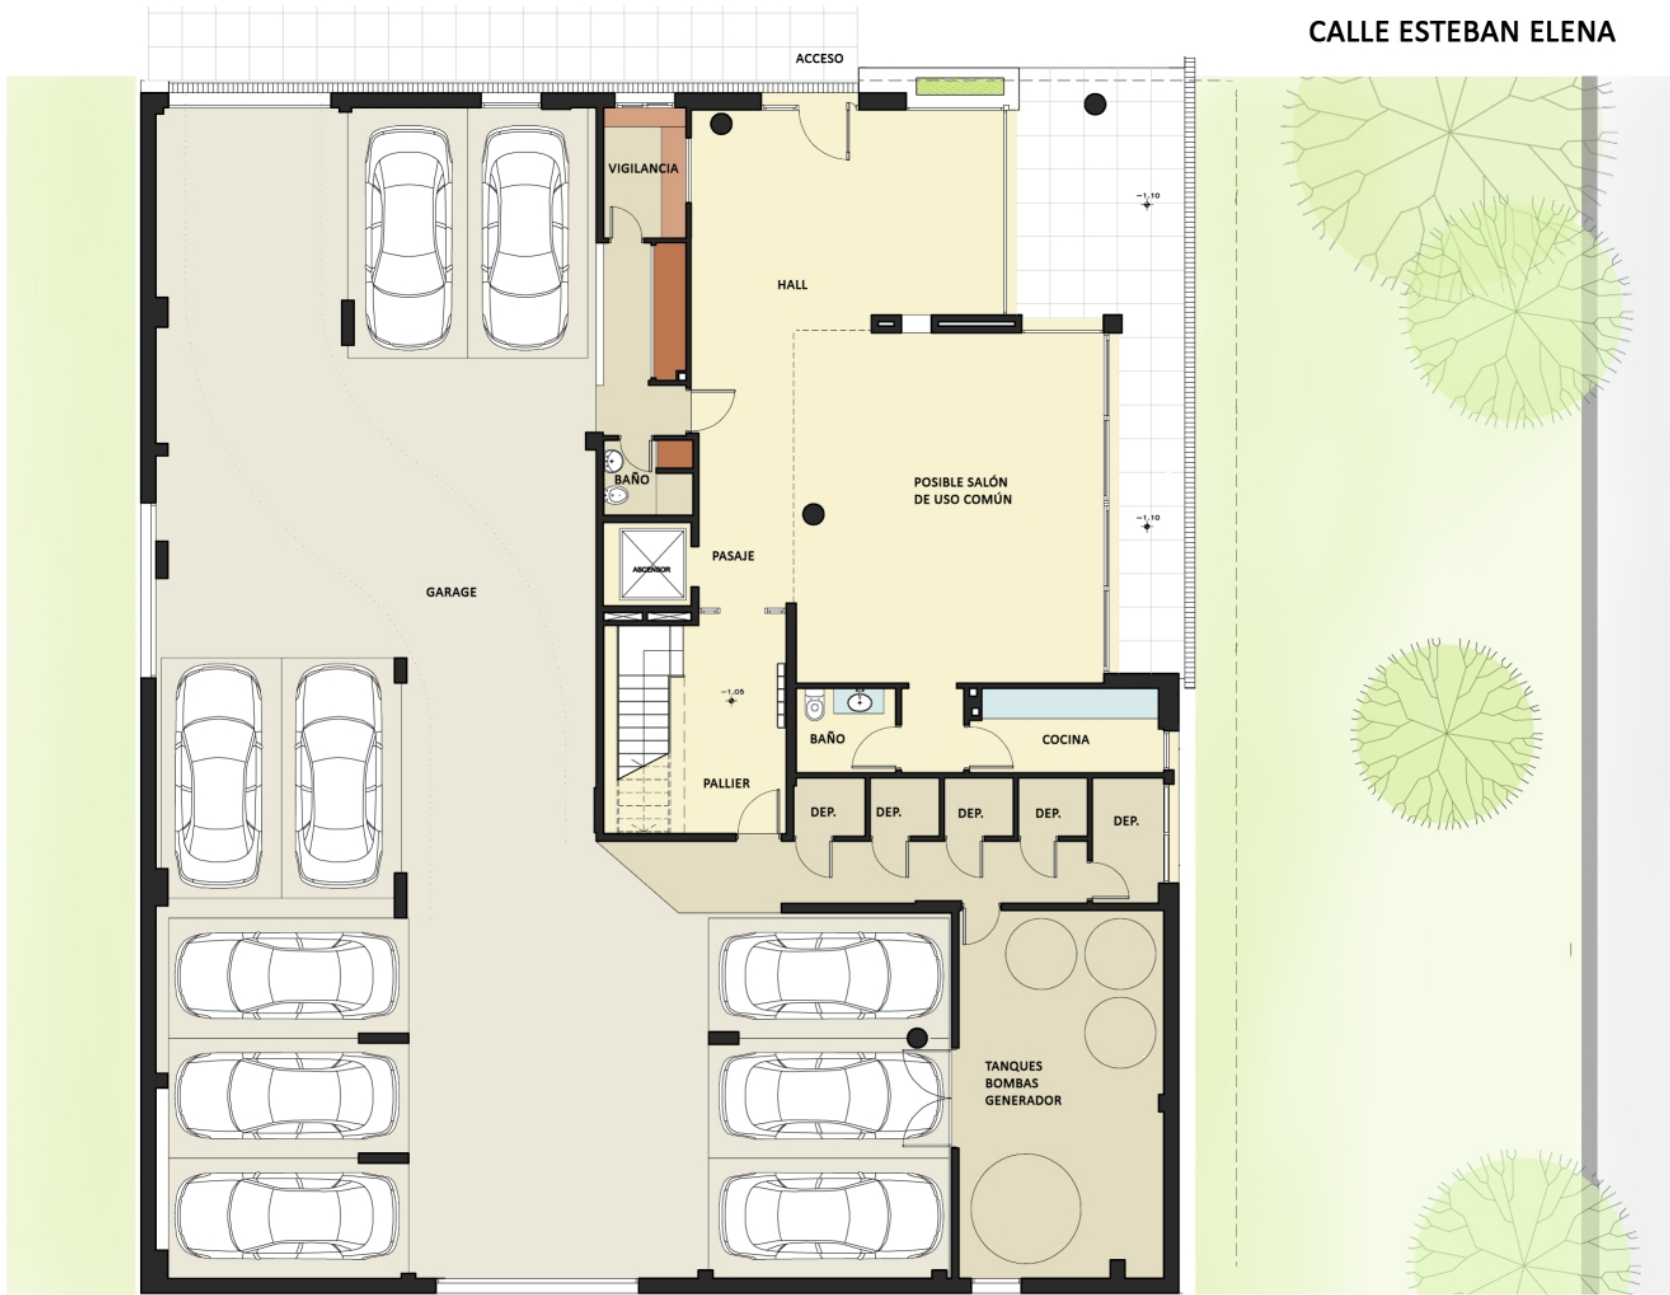 CALLE ESTEBAN ELENA
ACCESO
VIGILANCIA
-1,10
HALL
BAÑO
POSIBLE SALÓN
DE USO COMÚN
-1,10
PASAJE
ASCENSOR
GARAGE
-1,05
BAÑO
COCINA
PALLIER
DEP.
DEP.
DEP.
DEP.
DEP.
TANQUES
BOMBAS
GENERADOR